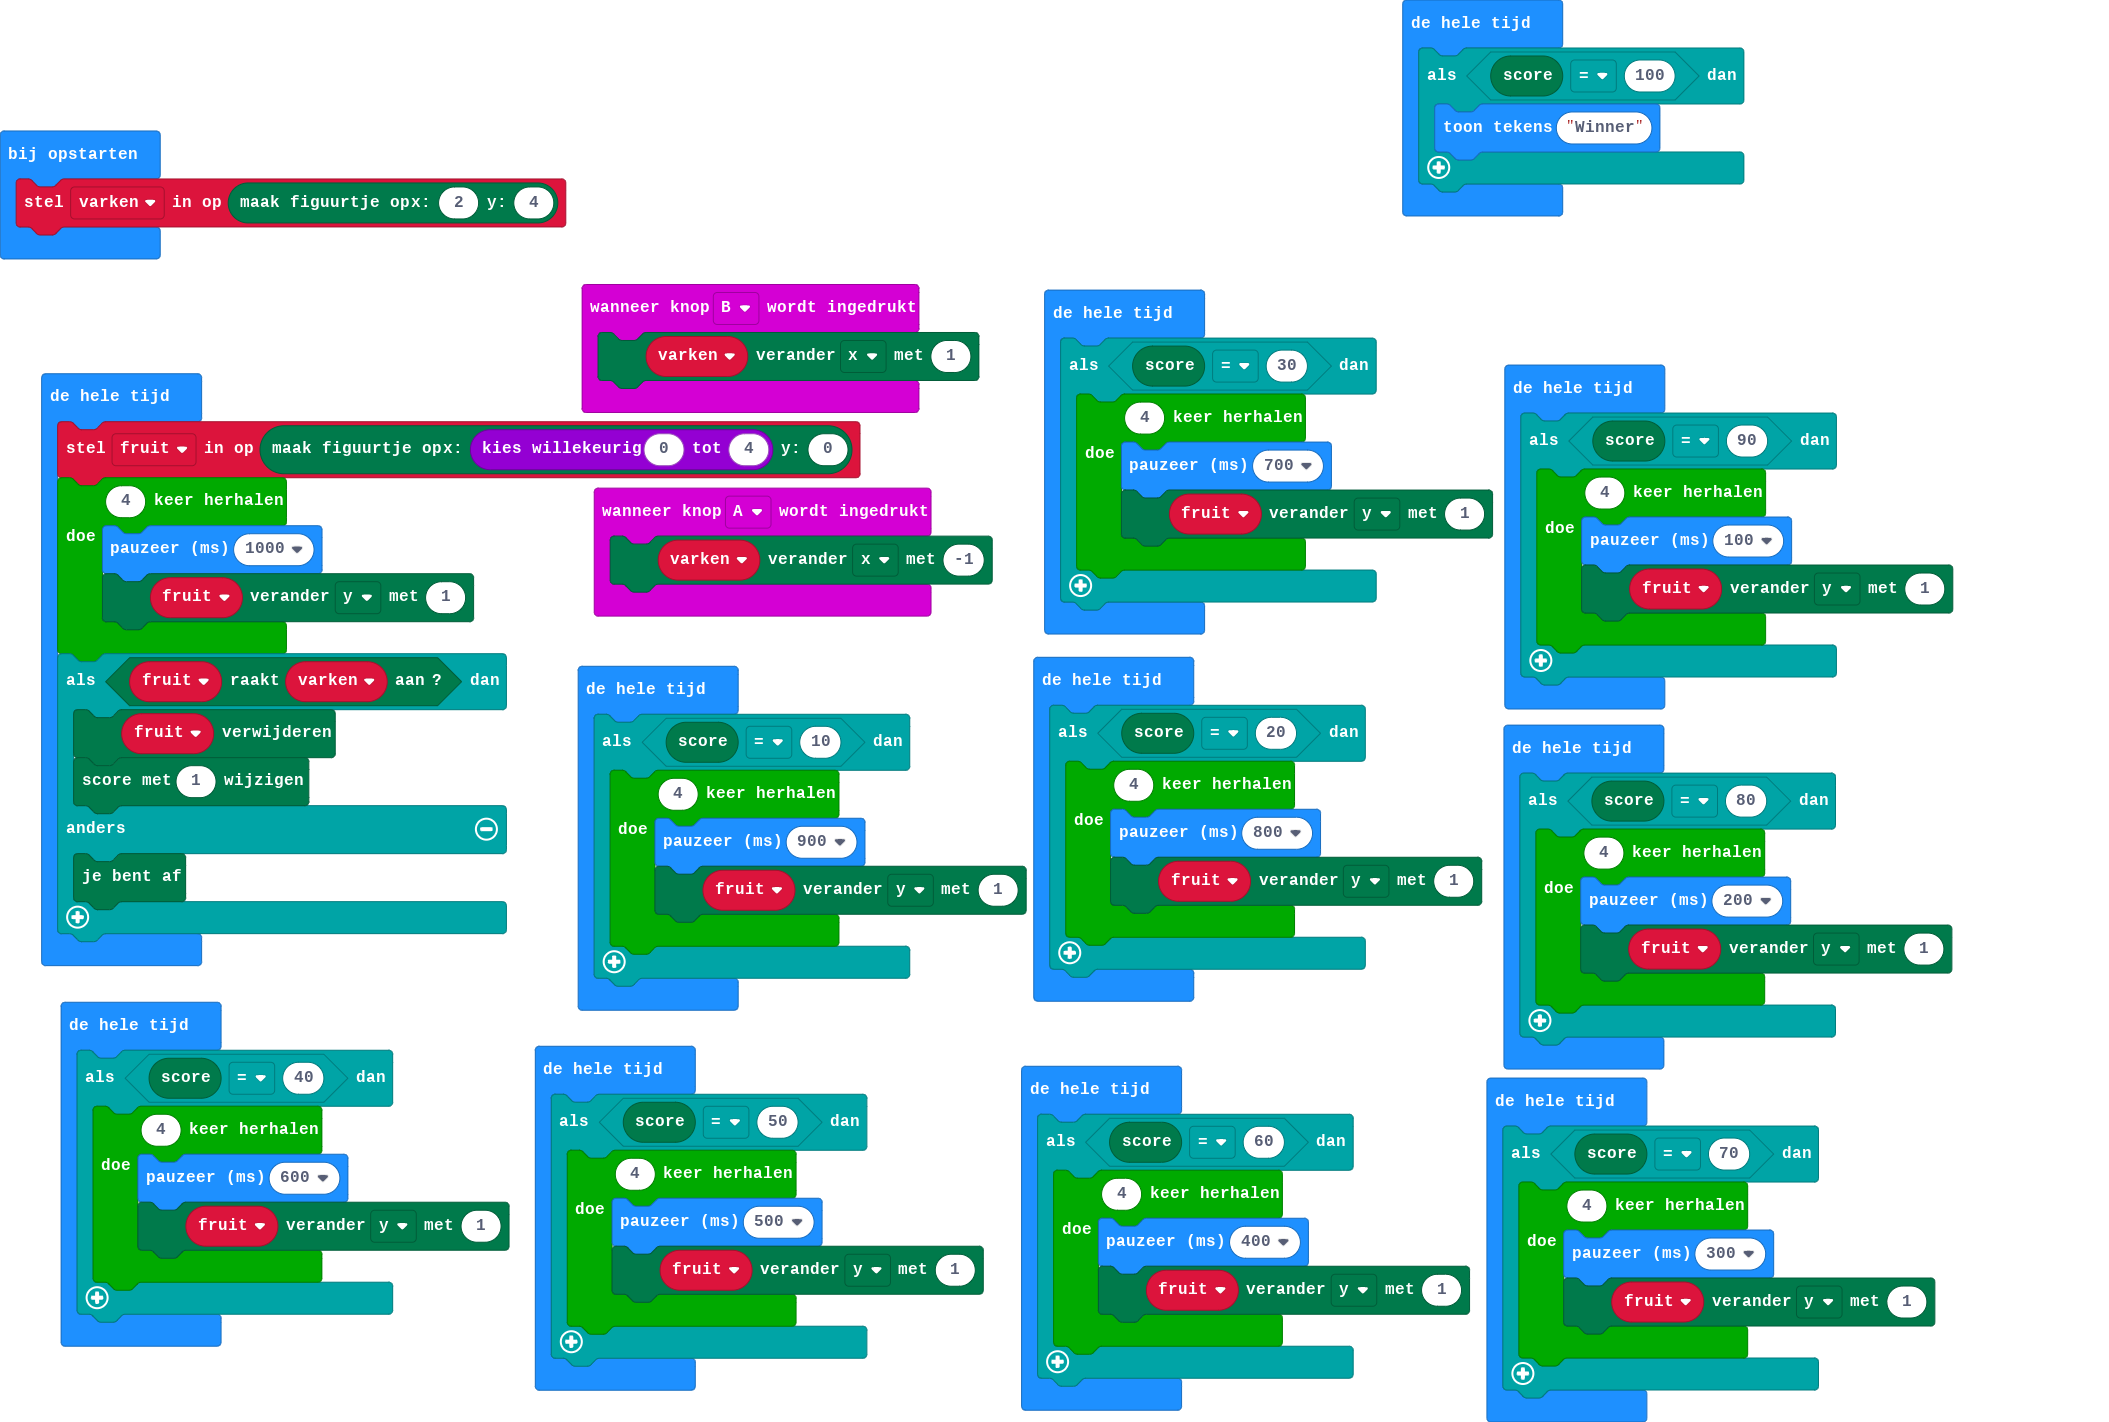 de hele tijd
als score = 100 dan
toon tekens "Winner"
bij opstarten
stel varken in op maak figuurtje opx: 2 y: 4
wanneer knop B wordt ingedrukt
varken verander x met 1
de hele tijd
als score = 30 dan
4 keer herhalen
doe
pauzeer (ms) 700
fruit verander y met 1
de hele tijd
als score = 90 dan
4 keer herhalen
doe
pauzeer (ms) 100
fruit verander y met 1
de hele tijd
stel fruit in op maak figuurtje opx: kies willekeurig 0 tot 4 y: 0
4 keer herhalen
doe
pauzeer (ms) 1000
fruit verander y met 1
als fruit raakt varken aan ? dan
fruit verwijderen
score met 1 wijzigen
anders
je bent af
wanneer knop A wordt ingedrukt
varken verander x met -1
de hele tijd
als score = 10 dan
4 keer herhalen
doe
pauzeer (ms) 900
fruit verander y met 1
de hele tijd
als score = 20 dan
4 keer herhalen
doe
pauzeer (ms) 800
fruit verander y met 1
de hele tijd
als score = 80 dan
4 keer herhalen
doe
pauzeer (ms) 200
fruit verander y met 1
de hele tijd
als score = 40 dan
4 keer herhalen
doe
pauzeer (ms) 600
fruit verander y met 1
de hele tijd
als score = 50 dan
4 keer herhalen
doe
pauzeer (ms) 500
fruit verander y met 1
de hele tijd
als score = 60 dan
4 keer herhalen
doe
pauzeer (ms) 400
fruit verander y met 1
de hele tijd
als score = 70 dan
4 keer herhalen
doe
pauzeer (ms) 300
fruit verander y met 1